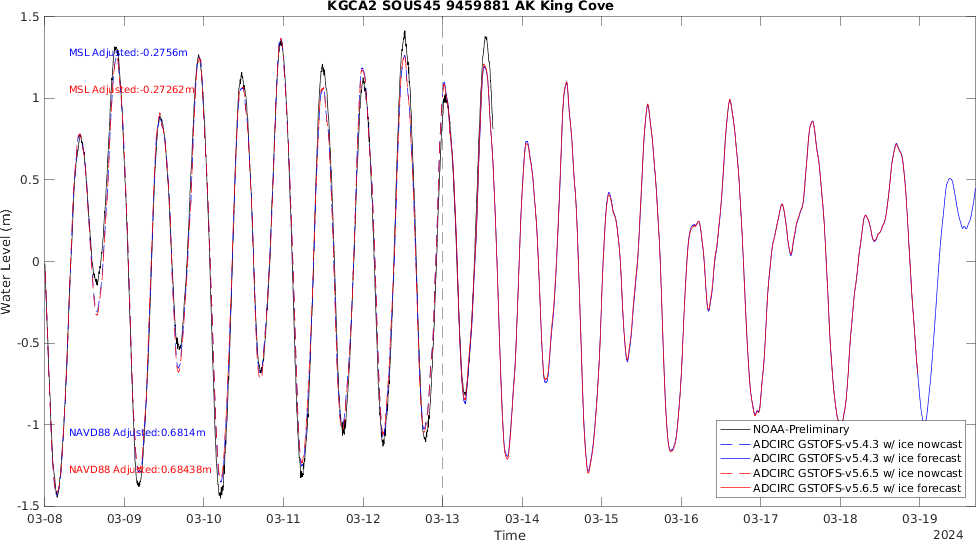 KGCA2 SOUS45 9459881 AK King Cove
Water Level (m)
1.5
1
0.5
0
-0.5
-1
-1.5
MSL Adjusted:-0.2756m
MSL Adjusted:-0.27262m
NAVD88 Adjusted:0.6814m
NAVD88 Adjusted:0.68438m
NOAA-Preliminary
ADCIRC GSTOFS-v5.4.3 w/ ice nowcast
ADCIRC GSTOFS-v5.4.3 w/ ice forecast
ADCIRC GSTOFS-v5.6.5 w/ ice nowcast
ADCIRC GSTOFS-v5.6.5 w/ ice forecast
03-08 03-09 03-10 03-11 03-12 03-13 03-14 03-15 03-16 03-17 03-18 03-19
Time
2024